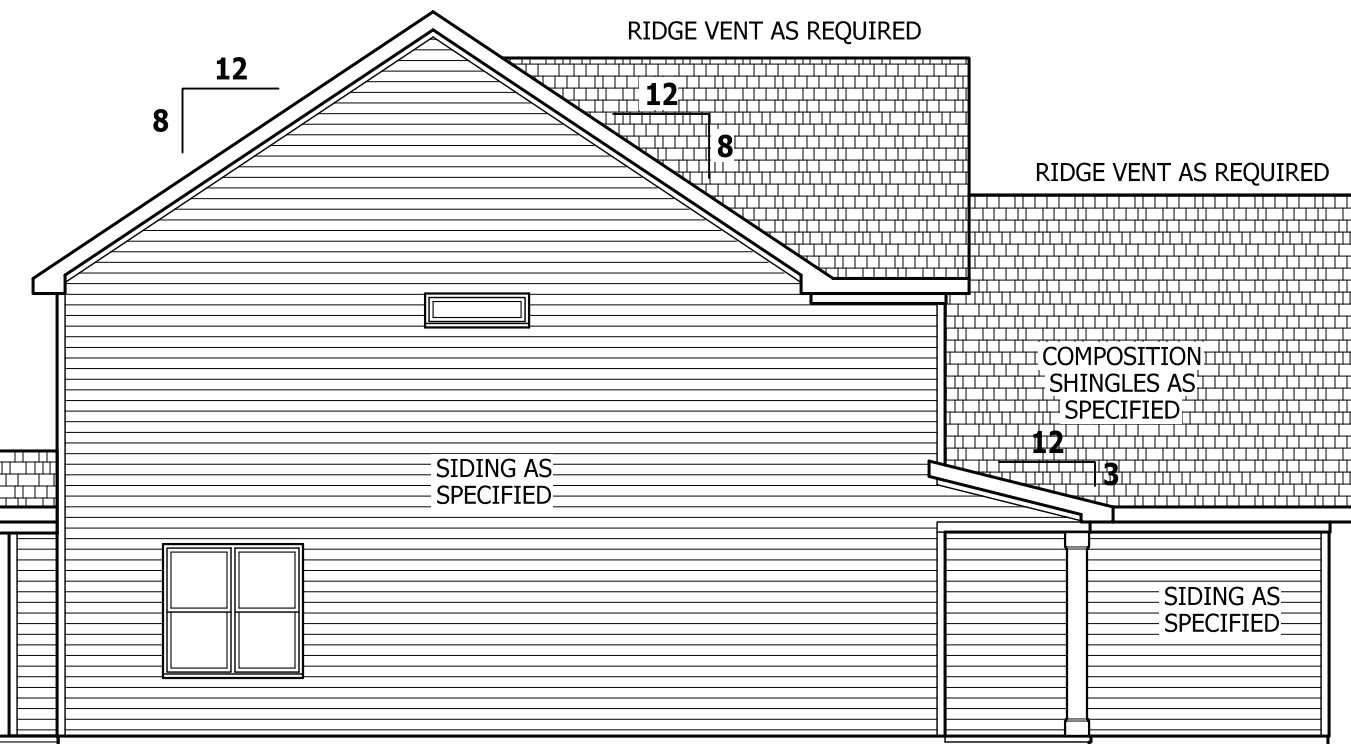 RIDGE VENT AS REQUIRED
12
8
12
8
RIDGE VENT AS REQUIRED
COMPOSITION
SHINGLES AS
SPECIFIED
12
3
SIDING AS
SPECIFIED
SIDING AS
SPECIFIED